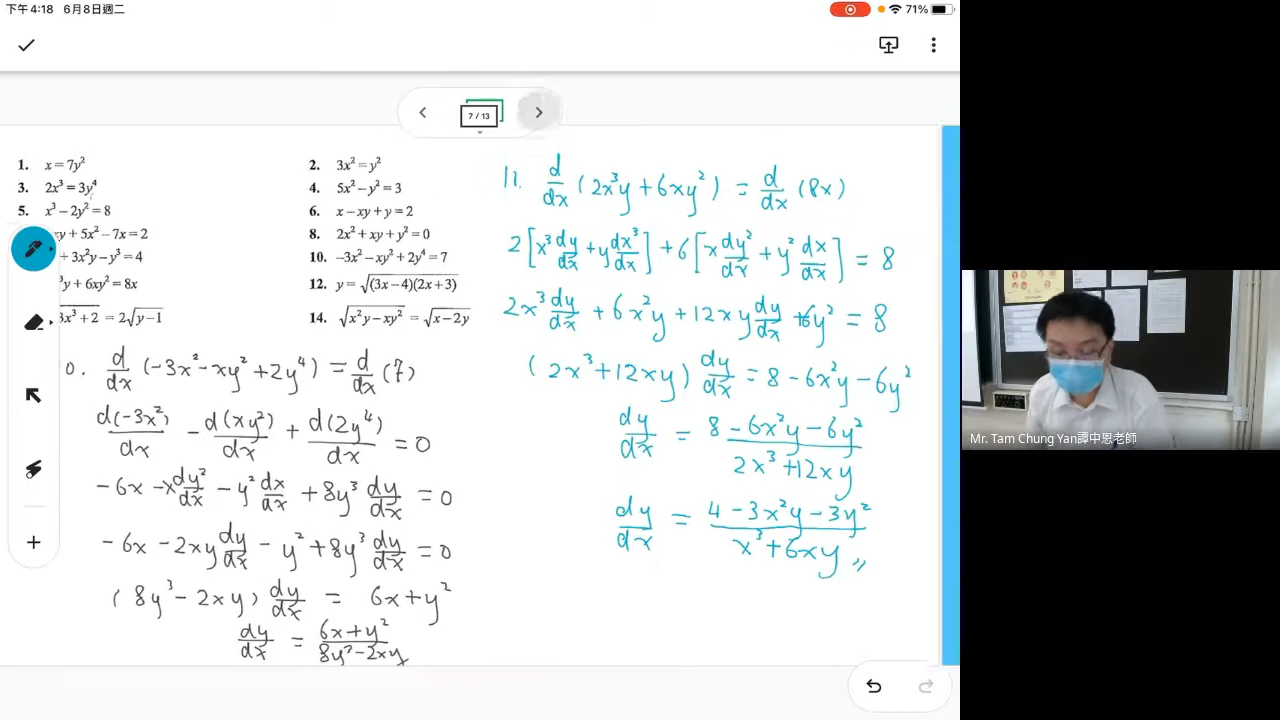 下午4:18 6月8日週二
71%
7 / 13
1. x = 7y²
2. 3x² = y²
3. 2x³ = 3y⁴
4. 5x² − y² = 3
5. x³ − 2y² = 8
6. x − xy + y = 2
xy + 5x² − 7x = 2
8. 2x² + xy + y² = 0
+ 3x²y − y³ = 4
10. −3x² − xy² + 2y⁴ = 7
³y + 6xy² = 8x
12. y = √((3x − 4)(2x + 3))
3x³ + 2 = 2√(y − 1)
14. √(x²y − xy²) = √(x − 2y)
0. d/dx (−3x² − xy² + 2y⁴) = d/dx (7)
d(−3x²)/dx − d(xy²)/dx + d(2y⁴)/dx = 0
−6x − x dy²/dx − y² dx/dx + 8y³ dy/dx = 0
−6x − 2xy dy/dx − y² + 8y³ dy/dx = 0
(8y³ − 2xy) dy/dx = 6x + y²
dy/dx = (6x + y²)/(8y³ − 2xy)
11. d/dx (2x³y + 6xy²) = d/dx (8x)
2[x³ dy/dx + y dx³/dx] + 6[x dy²/dx + y² dx/dx] = 8
2x³ dy/dx + 6x²y + 12xy dy/dx + 6y² = 8
(2x³ + 12xy) dy/dx = 8 − 6x²y − 6y²
dy/dx = (8 − 6x²y − 6y²)/(2x³ + 12xy)
dy/dx = (4 − 3x²y − 3y²)/(x³ + 6xy) //
Mr. Tam Chung Yan譚中恩老師